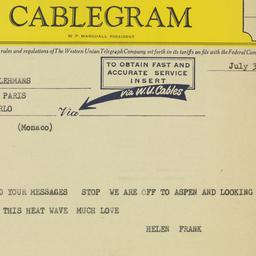 CABLEGRAM
W. P. MARSHALL, PRESIDENT
rules and regulations of The Western Union Telegraph Company set forth in its tariffs on file with the Federal Com
July 3
TO OBTAIN FAST AND
ACCURATE SERVICE
INSERT
via W.U. Cables
LEHMANS
PARIS
RLO
Via
(Monaco)
YOUR MESSAGES STOP WE ARE OFF TO ASPEN AND LOOKING
THIS HEAT WAVE MUCH LOVE
HELEN FRANK